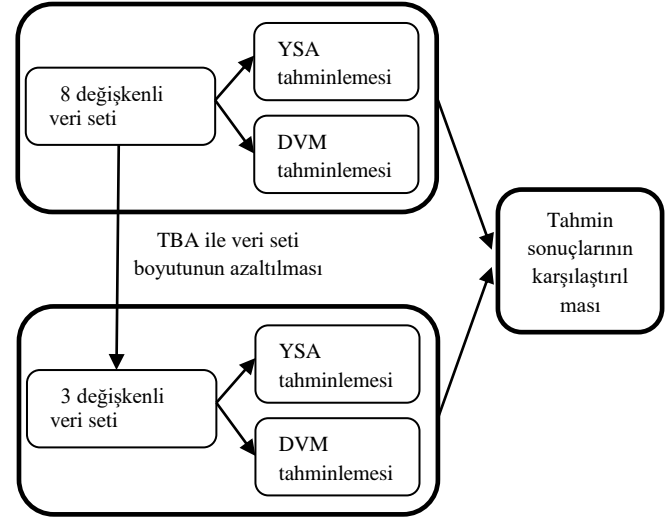 YSA
tahminlemesi
8 değişkenli
veri seti
DVM
tahminlemesi
TBA ile veri seti
boyutunun azaltılması
Tahmin
sonuçlarının
karşılaştırıl
ması
YSA
tahminlemesi
3 değişkenli
veri seti
DVM
tahminlemesi